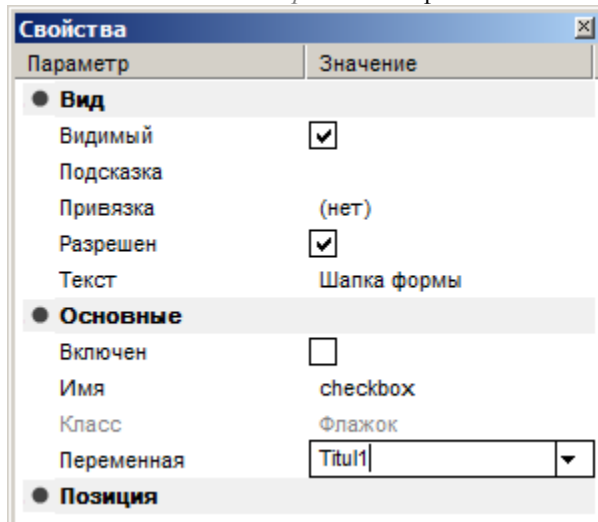 Свойства
Параметр Значение
Вид
Видимый
Подсказка
Привязка (нет)
Разрешен
Текст Шапка формы
Основные
Включен
Имя checkbox
Класс Флажок
Переменная Titul1
Позиция